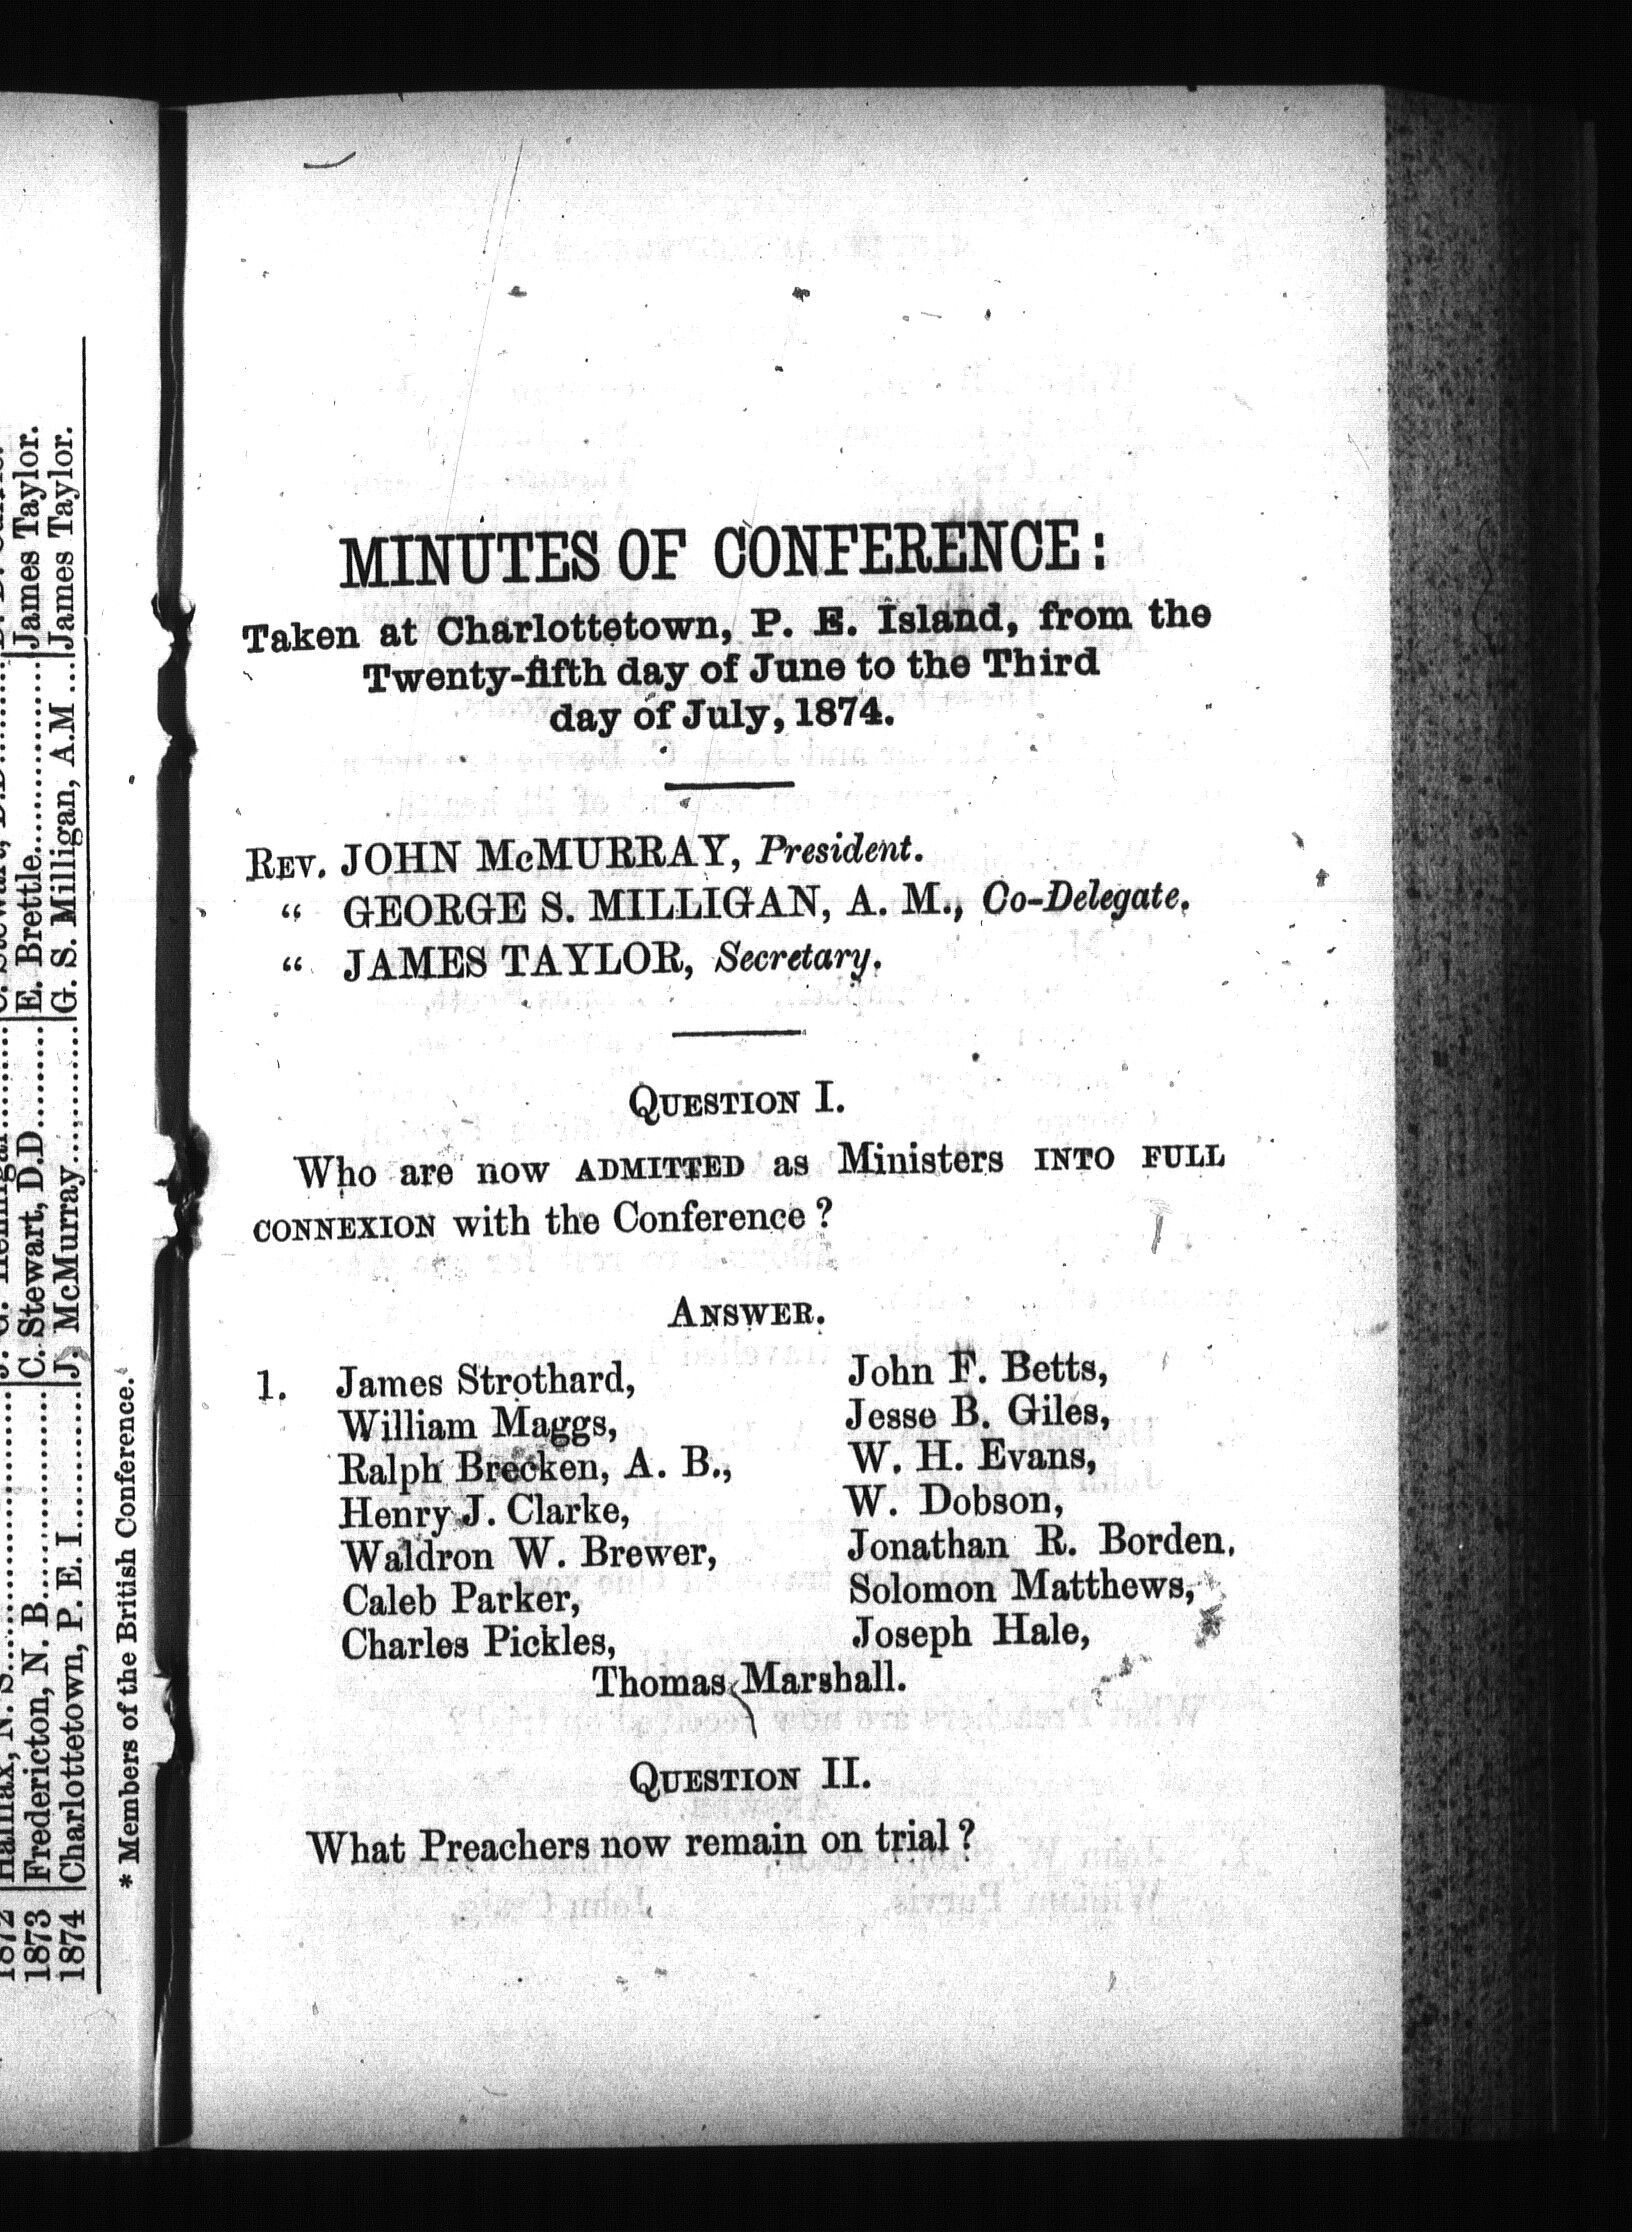 MINUTES OF CONFERENCE:
Taken at Charlottetown, P. E. Island, from the
Twenty-fifth day of June to the Third
day of July, 1874.
REV. JOHN McMURRAY, President.
“ GEORGE S. MILLIGAN, A. M., Co-Delegate.
“ JAMES TAYLOR, Secretary.
QUESTION I.
Who are now ADMITTED as Ministers INTO FULL
CONNEXION with the Conference?
ANSWER.
1. James Strothard, John F. Betts,
William Maggs, Jesse B. Giles,
Ralph Brecken, A. B., W. H. Evans,
Henry J. Clarke, W. Dobson,
Waldron W. Brewer, Jonathan R. Borden,
Caleb Parker, Solomon Matthews,
Charles Pickles, Joseph Hale,
Thomas Marshall.
QUESTION II.
What Preachers now remain on trial?
1872 Halifax, N. S.
1873 Fredericton, N. B. C. Stewart, D.D. E. Brettle James Taylor.
1874 Charlottetown, P. E. I. J. McMurray G. S. Milligan, A.M James Taylor.
* Members of the British Conference.